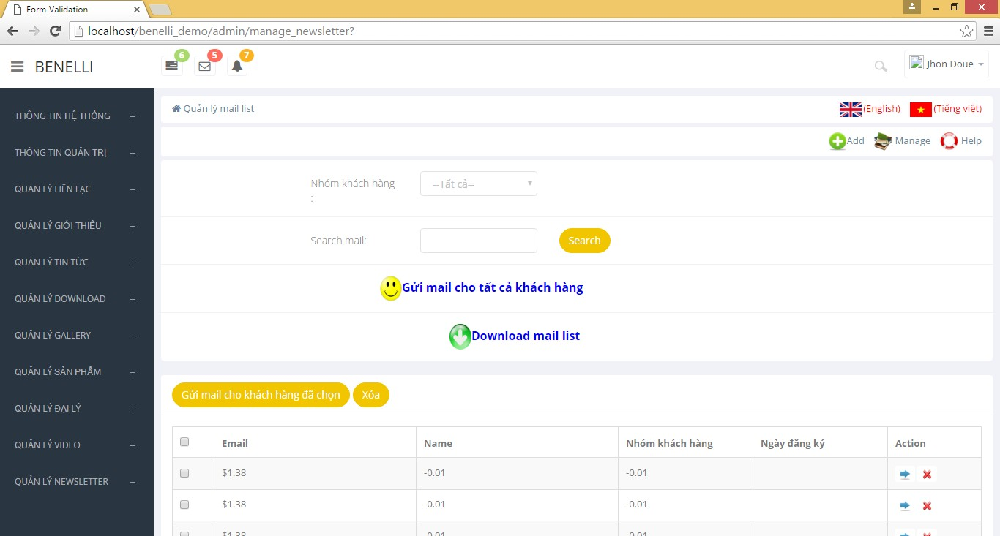 Form Validation
localhost/benelli_demo/admin/manage_newsletter?
BENELLI
6
5
7
Jhon Doue
THÔNG TIN HỆ THỐNG +
THÔNG TIN QUẢN TRỊ +
QUẢN LÝ LIÊN LẠC +
QUẢN LÝ GIỚI THIỆU +
QUẢN LÝ TIN TỨC +
QUẢN LÝ DOWNLOAD +
QUẢN LÝ GALLERY +
QUẢN LÝ SẢN PHẨM +
QUẢN LÝ ĐẠI LÝ +
QUẢN LÝ VIDEO +
QUẢN LÝ NEWSLETTER +
Quản lý mail list
(English) (Tiếng việt)
Add Manage Help
Nhóm khách hàng
:
--Tất cả--
Search mail: Search
Gửi mail cho tất cả khách hàng
Download mail list
Gửi mail cho khách hàng đã chọn Xóa
Email Name Nhóm khách hàng Ngày đăng ký Action
$1.38 -0.01 -0.01
$1.38 -0.01 -0.01
$1.38 -0.01 -0.01